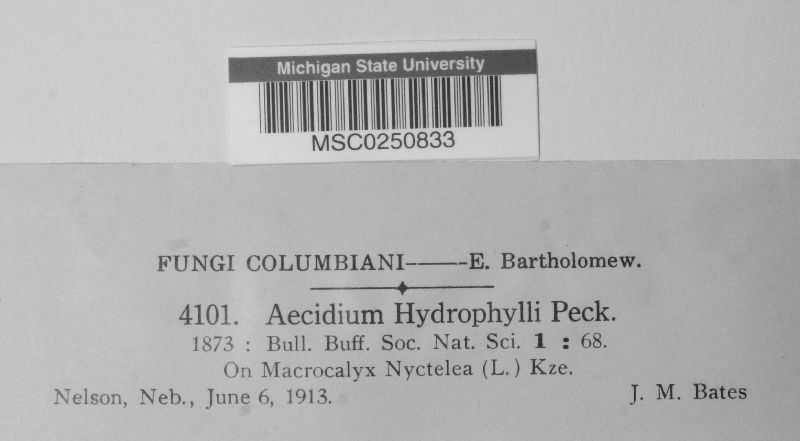 Michigan State University
MSC0250833
FUNGI COLUMBIANI——E. Bartholomew.
4101. Aecidium Hydrophylli Peck.
1873 : Bull. Buff. Soc. Nat. Sci. 1 : 68.
On Macrocalyx Nyctelea (L.) Kze.
Nelson, Neb., June 6, 1913. J. M. Bates